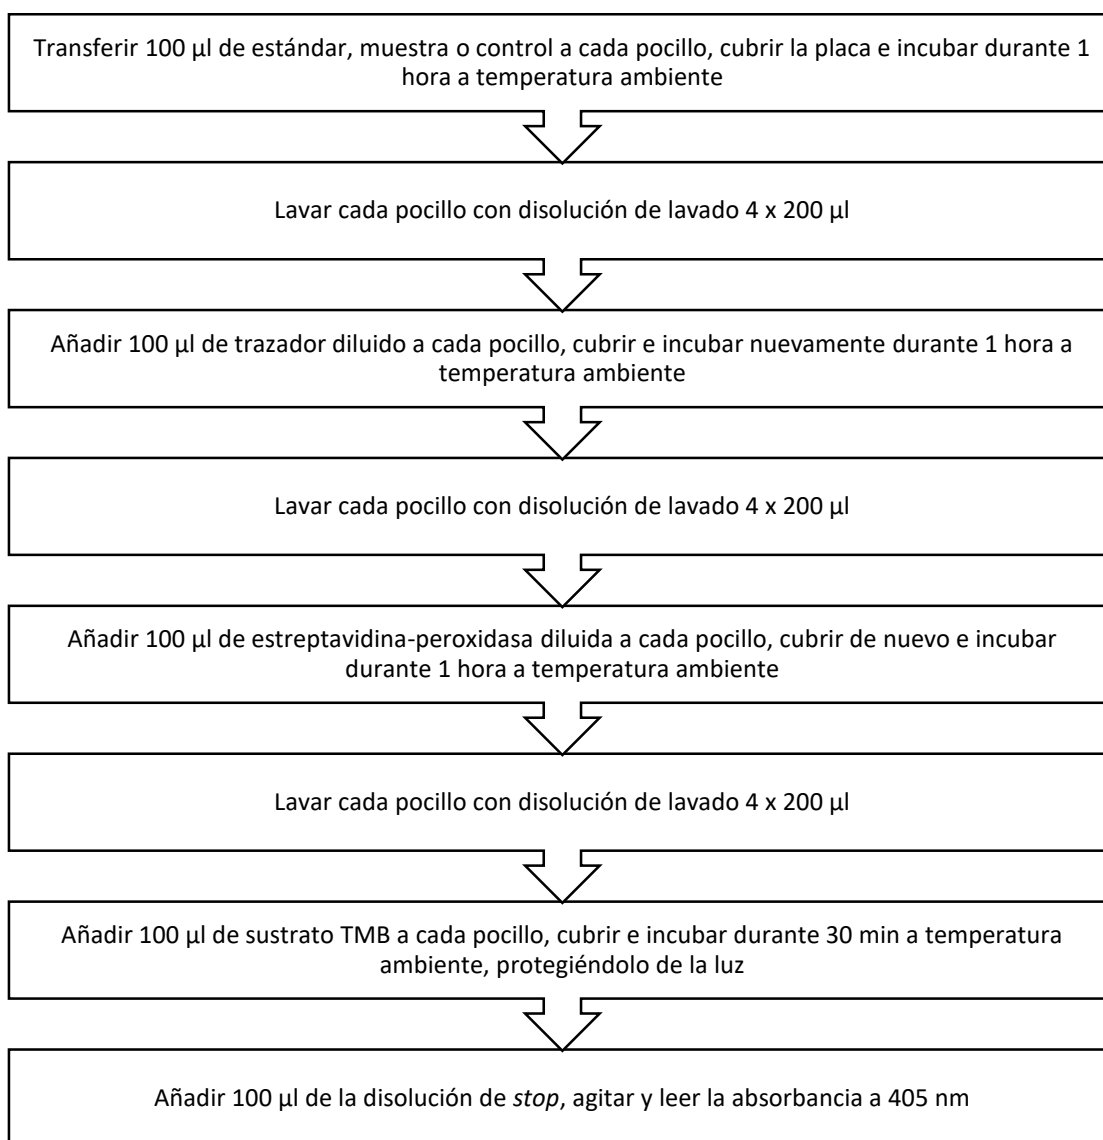 Transferir 100 µl de estándar, muestra o control a cada pocillo, cubrir la placa e incubar durante 1
hora a temperatura ambiente
Lavar cada pocillo con disolución de lavado 4 x 200 µl
Añadir 100 µl de trazador diluido a cada pocillo, cubrir e incubar nuevamente durante 1 hora a
temperatura ambiente
Lavar cada pocillo con disolución de lavado 4 x 200 µl
Añadir 100 µl de estreptavidina-peroxidasa diluida a cada pocillo, cubrir de nuevo e incubar
durante 1 hora a temperatura ambiente
Lavar cada pocillo con disolución de lavado 4 x 200 µl
Añadir 100 µl de sustrato TMB a cada pocillo, cubrir e incubar durante 30 min a temperatura
ambiente, protegiéndolo de la luz
Añadir 100 µl de la disolución de stop, agitar y leer la absorbancia a 405 nm